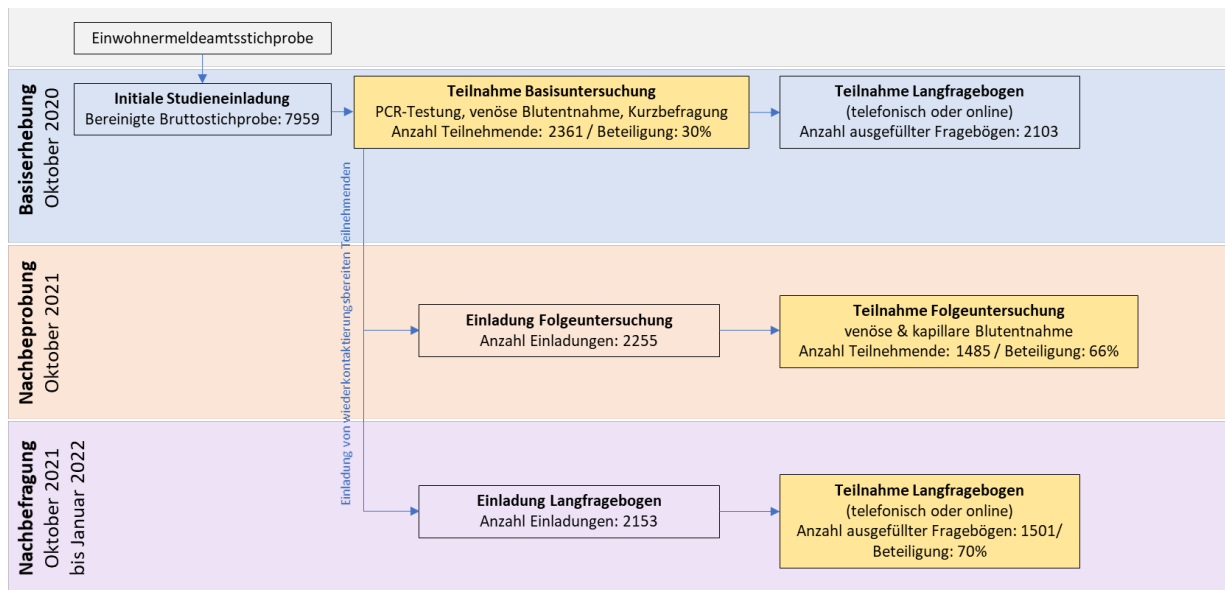 Einwohnermeldeamtsstichprobe
Basiserhebung
Oktober 2020
Initiale Studieneinladung
Bereinigte Bruttostichprobe: 7959
Teilnahme Basisuntersuchung
PCR-Testung, venöse Blutentnahme, Kurzbefragung
Anzahl Teilnehmende: 2361 / Beteiligung: 30%
Teilnahme Langfragebogen
(telefonisch oder online)
Anzahl ausgefüllter Fragebögen: 2103
Einladung von wiederkontaktierungsbereiten Teilnehmenden
Nachbeprobung
Oktober 2021
Einladung Folgeuntersuchung
Anzahl Einladungen: 2255
Teilnahme Folgeuntersuchung
venöse & kapillare Blutentnahme
Anzahl Teilnehmende: 1485 / Beteiligung: 66%
Nachbefragung
Oktober 2021
bis Januar 2022
Einladung Langfragebogen
Anzahl Einladungen: 2153
Teilnahme Langfragebogen
(telefonisch oder online)
Anzahl ausgefüllter Fragebögen: 1501/
Beteiligung: 70%